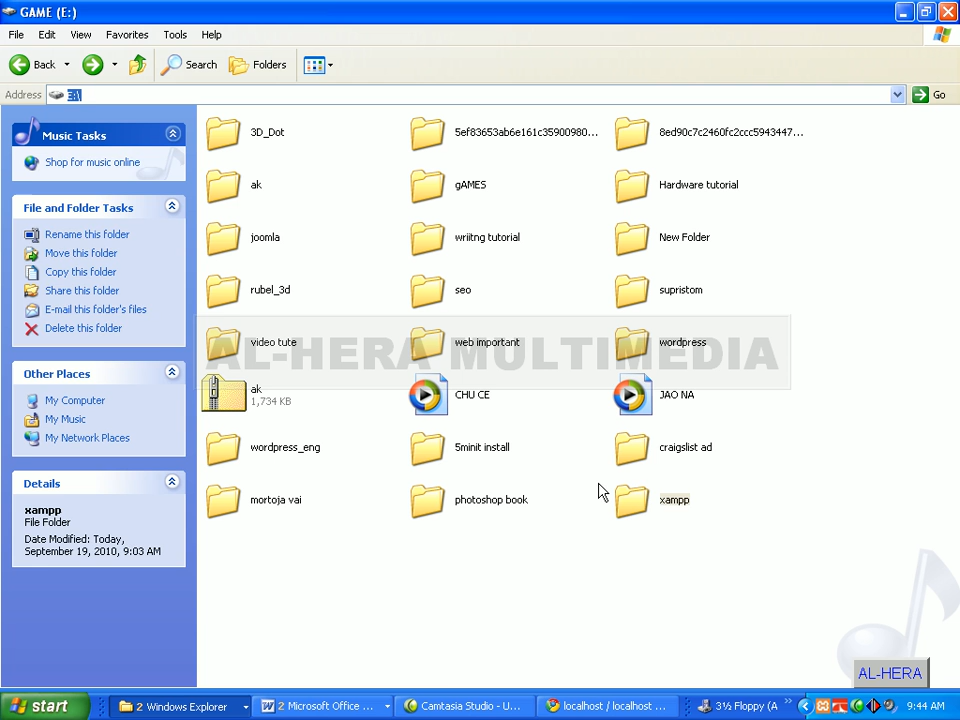 GAME (E:)
File Edit View Favorites Tools Help
Back Search Folders
Address E:\ Go
Music Tasks
Shop for music online
File and Folder Tasks
Rename this folder
Move this folder
Copy this folder
Share this folder
E-mail this folder's files
Delete this folder
Other Places
My Computer
My Music
My Network Places
Details
xampp
File Folder
Date Modified: Today,
September 19, 2010, 9:03 AM
3D_Dot 5ef83653ab6e161c35900980... 8ed90c7c2460fc2ccc5943447...
ak gAMES Hardware tutorial
joomla wriitng tutorial New Folder
rubel_3d seo supristom
video tute web important wordpress
AL-HERA MULTIMEDIA
ak CHU CE JAO NA
1,734 KB
wordpress_eng 5minit install craigslist ad
mortoja vai photoshop book xampp
AL-HERA
start 2 Windows Explorer 2 Microsoft Office ... Camtasia Studio - U... localhost / localhost ... 3½ Floppy (A 9:44 AM